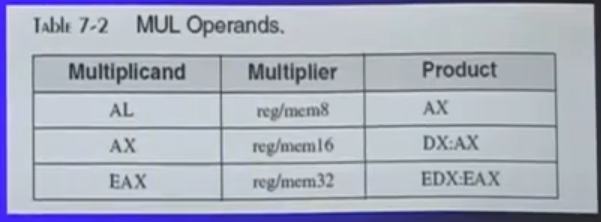 TABLE 7-2 MUL Operands.
Multiplicand Multiplier Product
AL reg/mem8 AX
AX reg/mem16 DX:AX
EAX reg/mem32 EDX:EAX